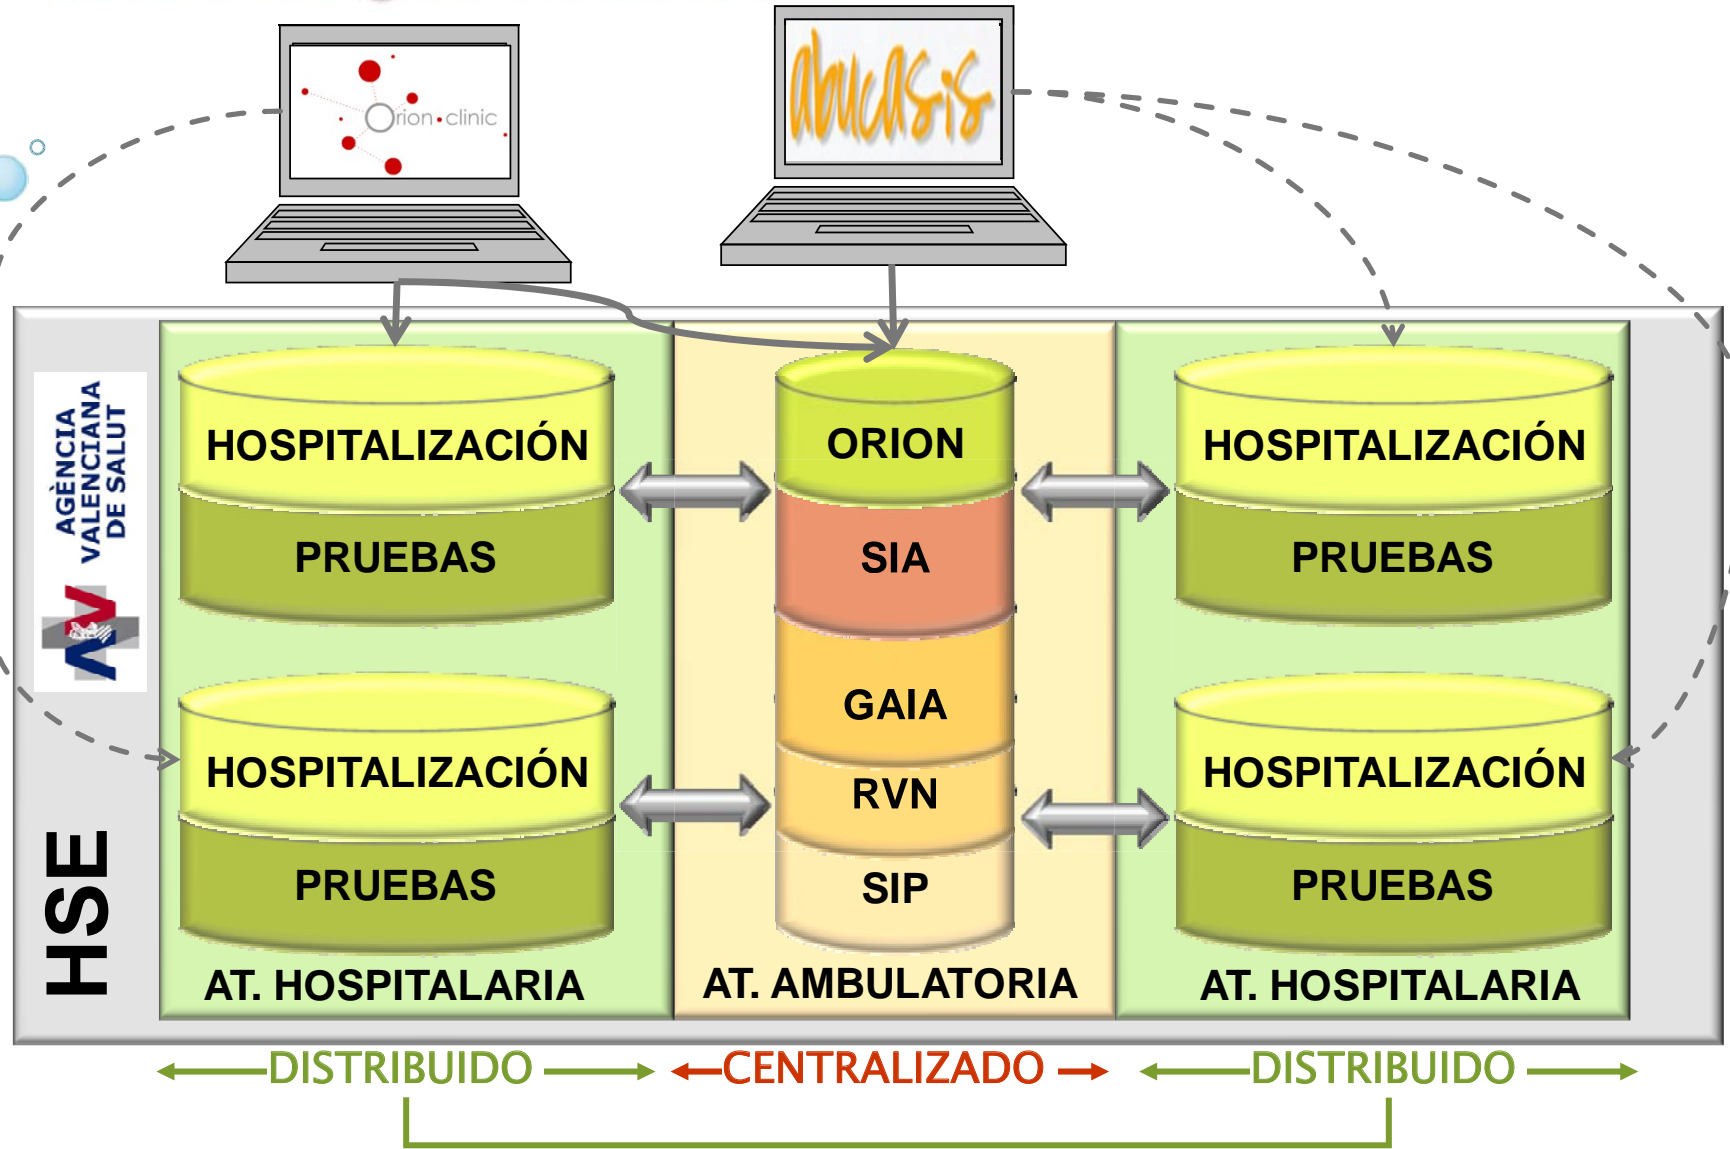 Orion•clinic
abucasis
AGÈNCIA
VALENCIANA
DE SALUT
HSE
HOSPITALIZACIÓN
PRUEBAS
HOSPITALIZACIÓN
PRUEBAS
AT. HOSPITALARIA
ORION
SIA
GAIA
RVN
SIP
AT. AMBULATORIA
HOSPITALIZACIÓN
PRUEBAS
HOSPITALIZACIÓN
PRUEBAS
AT. HOSPITALARIA
DISTRIBUIDO
CENTRALIZADO
DISTRIBUIDO